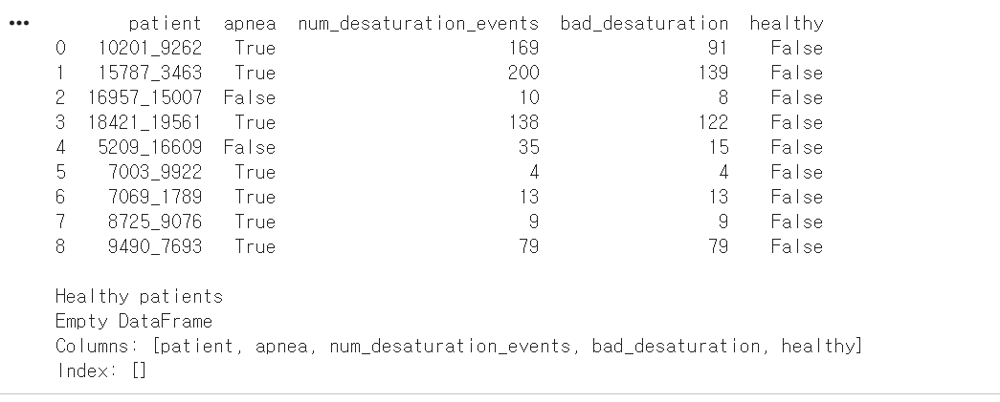 •••
patient apnea num_desaturation_events bad_desaturation healthy
0 10201_9262 True 169 91 False
1 15787_3463 True 200 139 False
2 16957_15007 False 10 8 False
3 18421_19561 True 138 122 False
4 5209_16609 False 35 15 False
5 7003_9922 True 4 4 False
6 7069_1789 True 13 13 False
7 8725_9076 True 9 9 False
8 9490_7693 True 79 79 False
Healthy patients
Empty DataFrame
Columns: [patient, apnea, num_desaturation_events, bad_desaturation, healthy]
Index: []